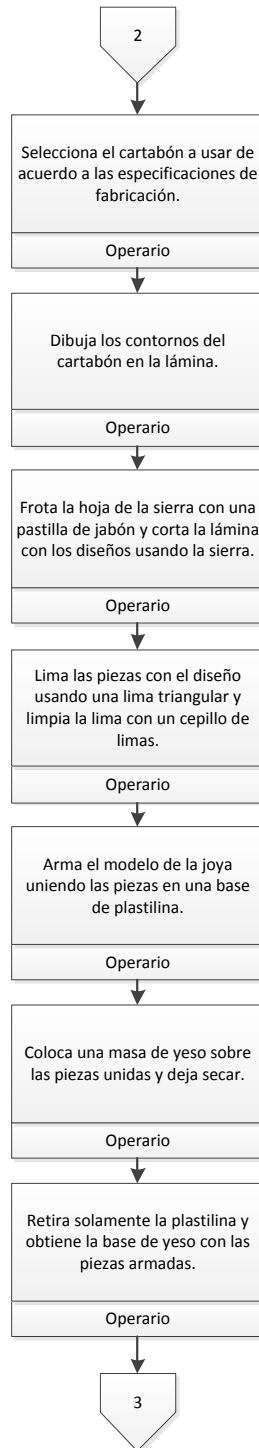 2
Selecciona el cartabón a usar de
acuerdo a las especificaciones de
fabricación.
Operario
Dibuja los contornos del
cartabón en la lámina.
Operario
Frota la hoja de la sierra con una
pastilla de jabón y corta la lámina
con los diseños usando la sierra.
Operario
Lima las piezas con el diseño
usando una lima triangular y
limpia la lima con un cepillo de
limas.
Operario
Arma el modelo de la joya
uniendo las piezas en una base
de plastilina.
Operario
Coloca una masa de yeso sobre
las piezas unidas y deja secar.
Operario
Retira solamente la plastilina y
obtiene la base de yeso con las
piezas armadas.
Operario
3